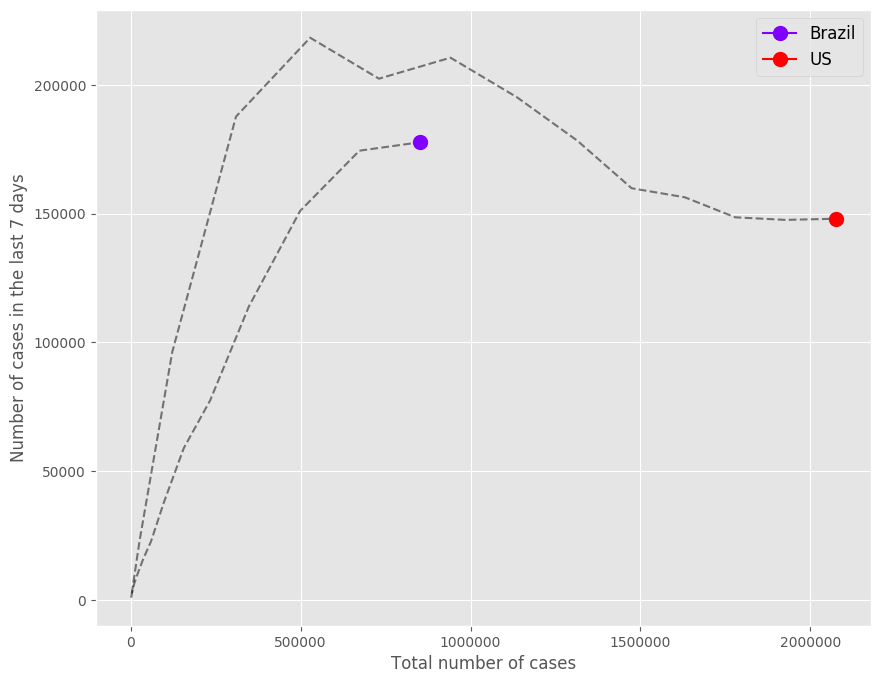 Brazil
US
Number of cases in the last 7 days
200000
150000
100000
50000
0
0 500000 1000000 1500000 2000000
Total number of cases